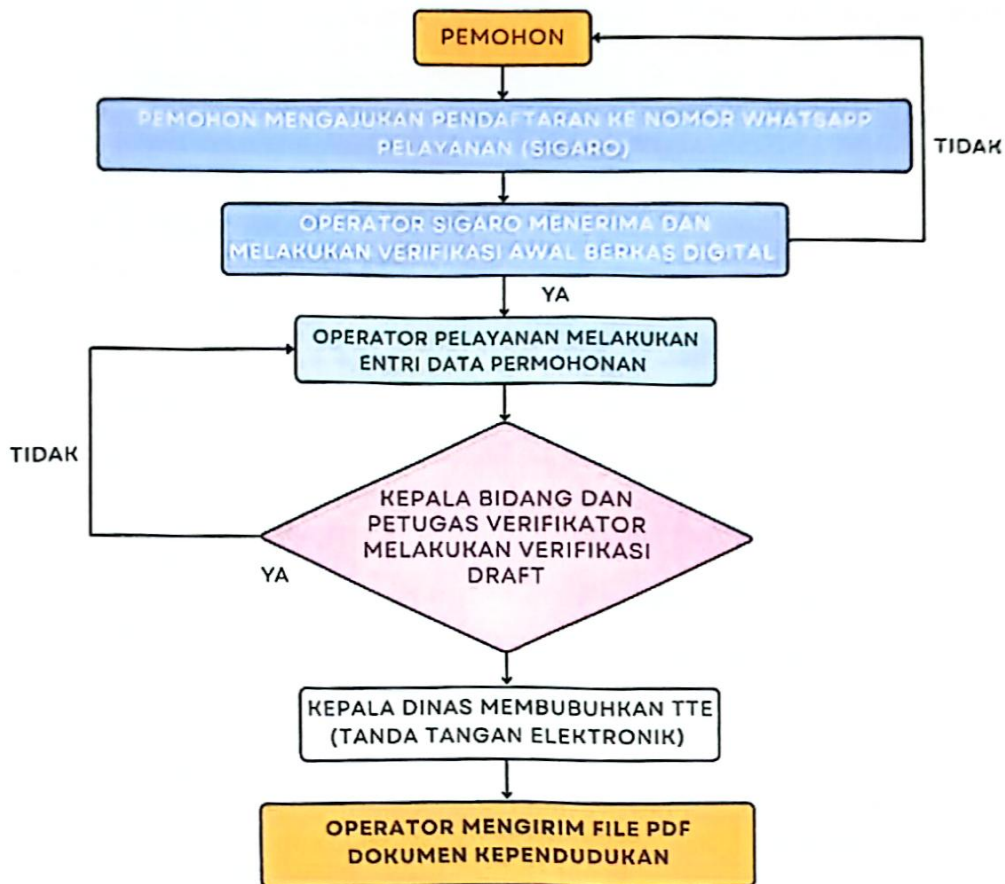 PEMOHON
PEMOHON MENGAJUKAN PENDAFTARAN KE NOMOR WHATSAPP
PELAYANAN (SIGARO)
TIDAK
OPERATOR SIGARO MENERIMA DAN
MELAKUKAN VERIFIKASI AWAL BERKAS DIGITAL
YA
OPERATOR PELAYANAN MELAKUKAN
ENTRI DATA PERMOHONAN
TIDAK
KEPALA BIDANG DAN
PETUGAS VERIFIKATOR
MELAKUKAN VERIFIKASI
DRAFT
YA
KEPALA DINAS MEMBUBUHKAN TTE
(TANDA TANGAN ELEKTRONIK)
OPERATOR MENGIRIM FILE PDF
DOKUMEN KEPENDUDUKAN